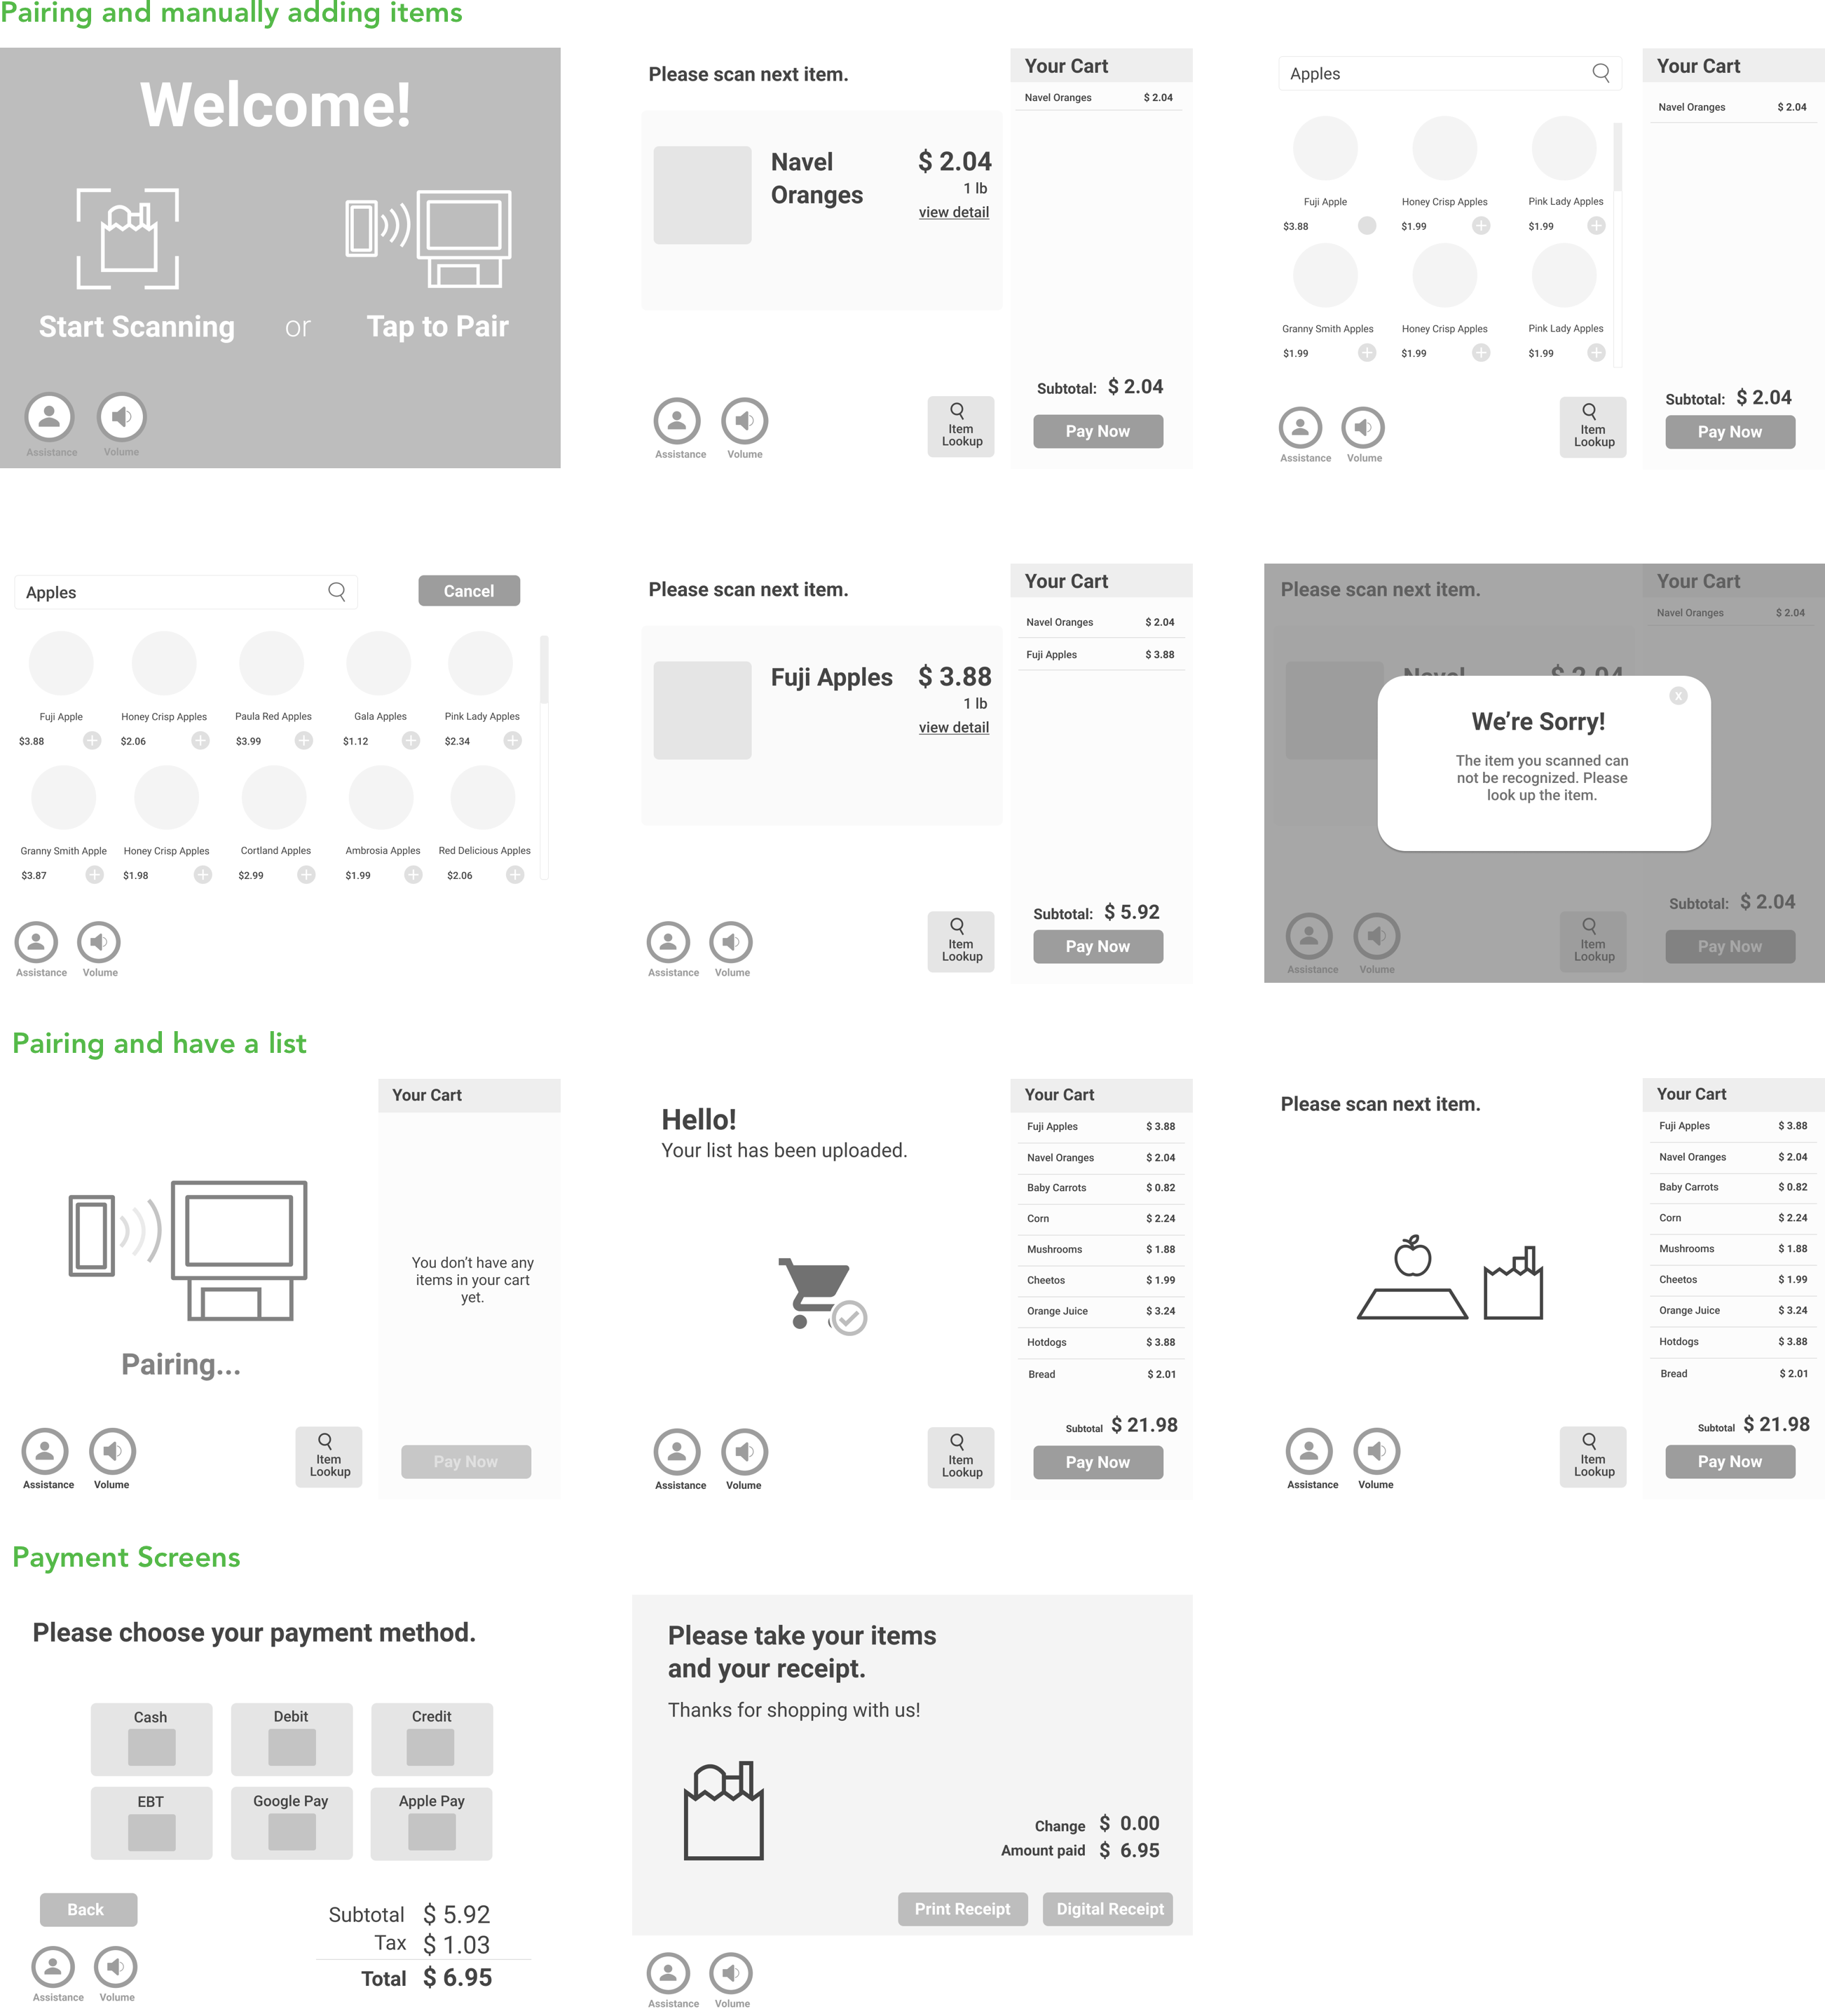 Pairing and manually adding items
Welcome!
Start Scanning
or
Tap to Pair
Assistance
Volume
Please scan next item.
Navel
Oranges
$ 2.04
1 lb
view detail
Assistance
Volume
Item
Lookup
Your Cart
Navel Oranges $ 2.04
Subtotal: $ 2.04
Pay Now
Apples
Fuji Apple
Honey Crisp Apples
Pink Lady Apples
$3.88
$1.99
$1.99
Granny Smith Apples
Honey Crisp Apples
Pink Lady Apples
$1.99
$1.99
$1.99
Assistance
Volume
Item
Lookup
Your Cart
Navel Oranges $ 2.04
Subtotal: $ 2.04
Pay Now
Apples
Cancel
Fuji Apple
Honey Crisp Apples
Paula Red Apples
Gala Apples
Pink Lady Apples
$3.88
$2.06
$3.99
$1.12
$2.34
Granny Smith Apple
Honey Crisp Apples
Cortland Apples
Ambrosia Apples
Red Delicious Apples
$3.87
$1.98
$2.99
$1.99
$2.06
Assistance
Volume
Please scan next item.
Fuji Apples
$ 3.88
1 lb
view detail
Assistance
Volume
Item
Lookup
Your Cart
Navel Oranges $ 2.04
Fuji Apples $ 3.88
Subtotal: $ 5.92
Pay Now
Please scan next item.
Navel
$ 2.04
Your Cart
Navel Oranges $ 2.04
X
We're Sorry!
The item you scanned can
not be recognized. Please
look up the item.
Subtotal: $ 2.04
Assistance
Volume
Item
Lookup
Pay Now
Pairing and have a list
Pairing...
Assistance
Volume
Item
Lookup
Your Cart
You don't have any
items in your cart
yet.
Pay Now
Hello!
Your list has been uploaded.
Assistance
Volume
Item
Lookup
Your Cart
Fuji Apples $ 3.88
Navel Oranges $ 2.04
Baby Carrots $ 0.82
Corn $ 2.24
Mushrooms $ 1.88
Cheetos $ 1.99
Orange Juice $ 3.24
Hotdogs $ 3.88
Bread $ 2.01
Subtotal $ 21.98
Pay Now
Please scan next item.
Assistance
Volume
Item
Lookup
Your Cart
Fuji Apples $ 3.88
Navel Oranges $ 2.04
Baby Carrots $ 0.82
Corn $ 2.24
Mushrooms $ 1.88
Cheetos $ 1.99
Orange Juice $ 3.24
Hotdogs $ 3.88
Bread $ 2.01
Subtotal $ 21.98
Pay Now
Payment Screens
Please choose your payment method.
Cash
Debit
Credit
EBT
Google Pay
Apple Pay
Back
Subtotal $ 5.92
Tax $ 1.03
Total $ 6.95
Assistance
Volume
Please take your items
and your receipt.
Thanks for shopping with us!
Change $ 0.00
Amount paid $ 6.95
Print Receipt
Digital Receipt
Assistance
Volume